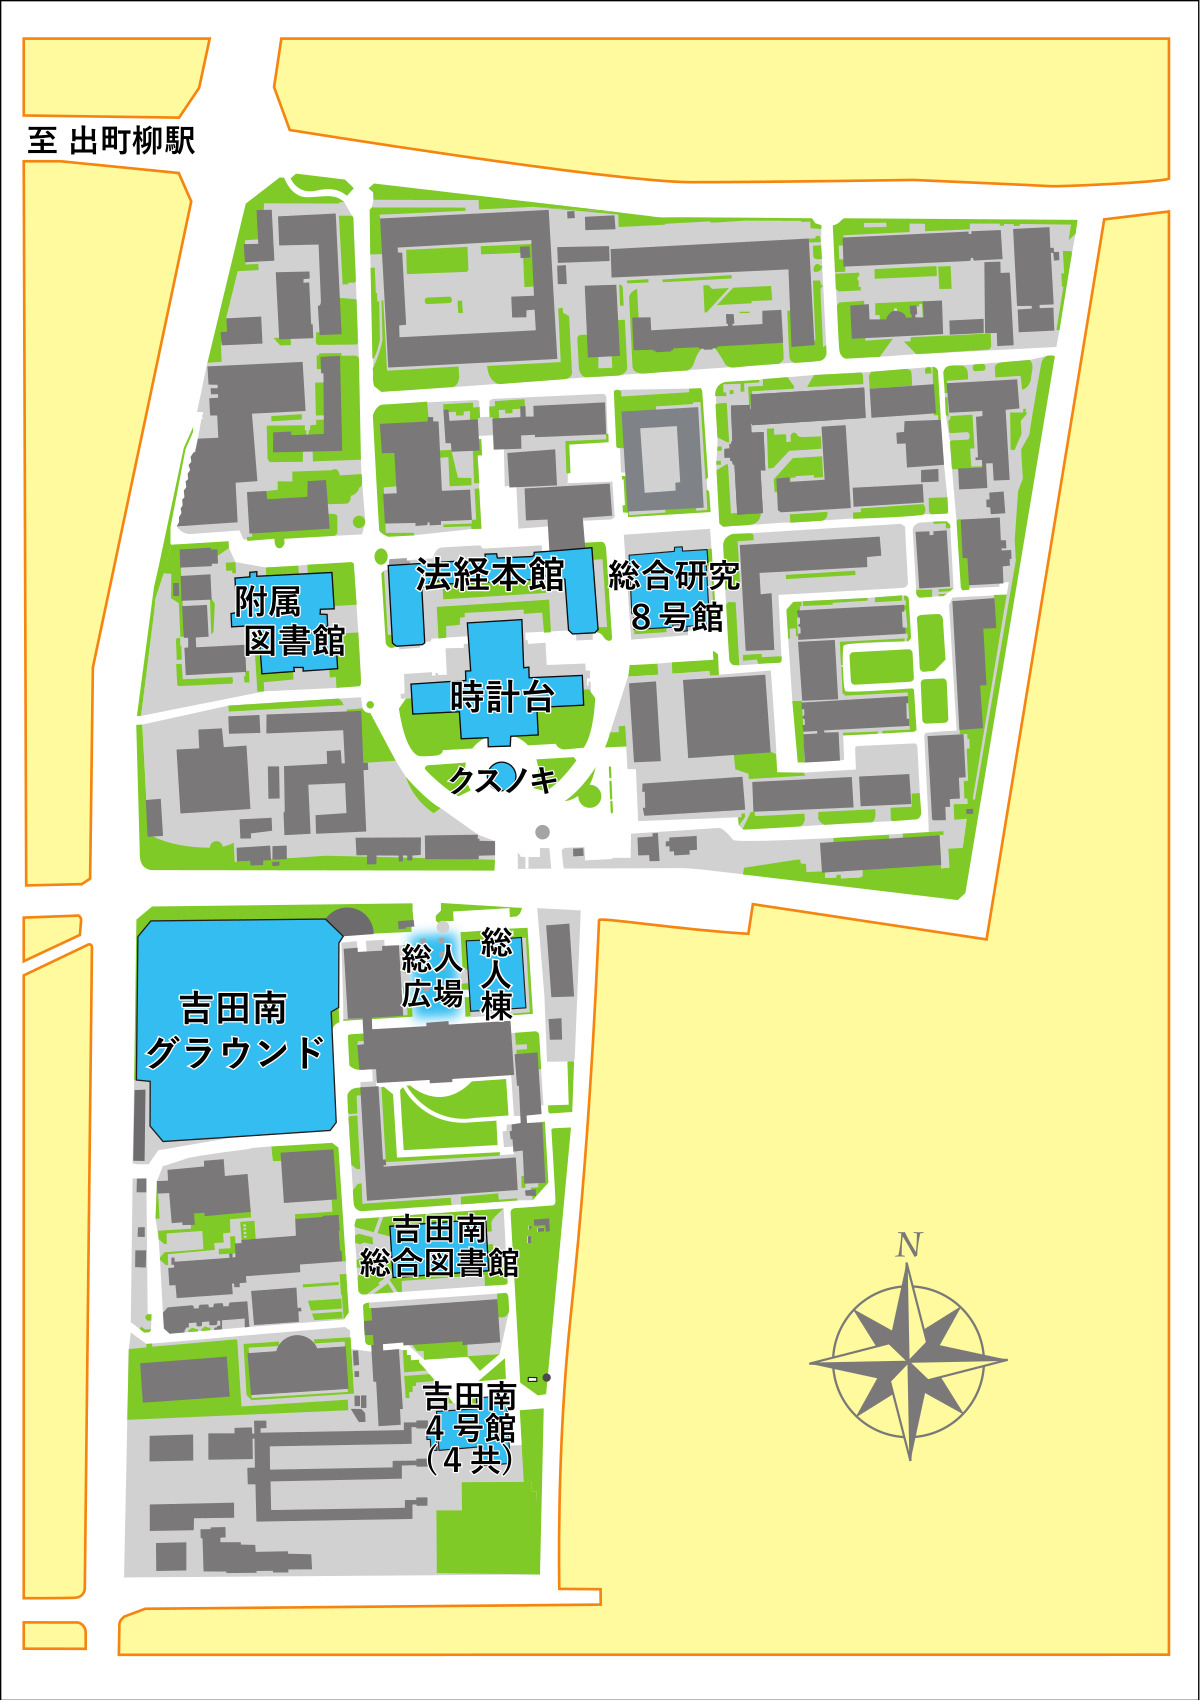 至 出町柳駅
法経本館
総合研究
8号館
附属
図書館
時計台
クスノキ
総人
広場
総
人
棟
吉田南
グラウンド
吉田南
総合図書館
N
吉田南
4号館
(4共)